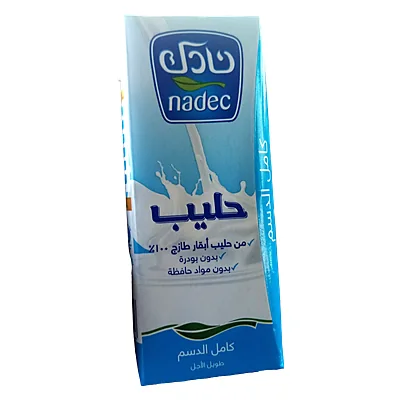 نادك
nadec
حليب
✓من حليب أبقار طازج ١٠٠٪
✓بدون بودرة
✓بدون مواد حافظة
كامل الدسم
طويل الأجل
كامل الدسم